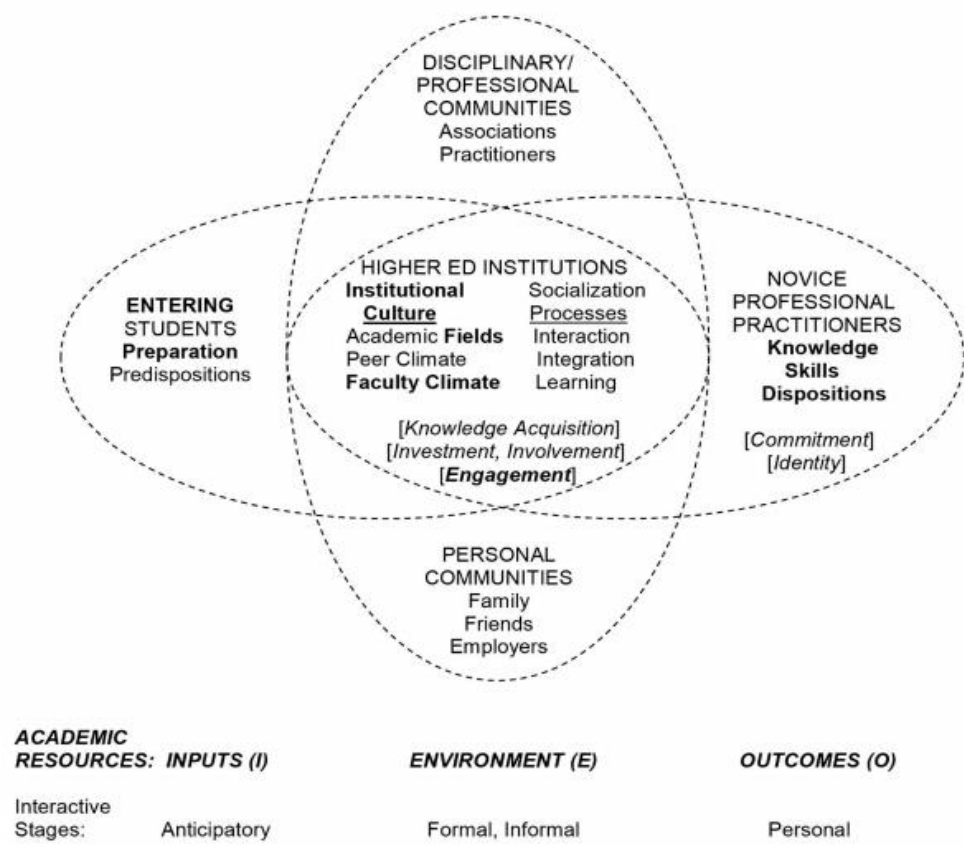 DISCIPLINARY/
PROFESSIONAL
COMMUNITIES
Associations
Practitioners
ENTERING
STUDENTS
Preparation
Predispositions
HIGHER ED INSTITUTIONS
Institutional Socialization
Culture Processes
Academic Fields Interaction
Peer Climate Integration
Faculty Climate Learning
[Knowledge Acquisition]
[Investment, Involvement]
[Engagement]
NOVICE
PROFESSIONAL
PRACTITIONERS
Knowledge
Skills
Dispositions
[Commitment]
[Identity]
PERSONAL
COMMUNITIES
Family
Friends
Employers
ACADEMIC
RESOURCES: INPUTS (I) ENVIRONMENT (E) OUTCOMES (O)
Interactive
Stages: Anticipatory Formal, Informal Personal